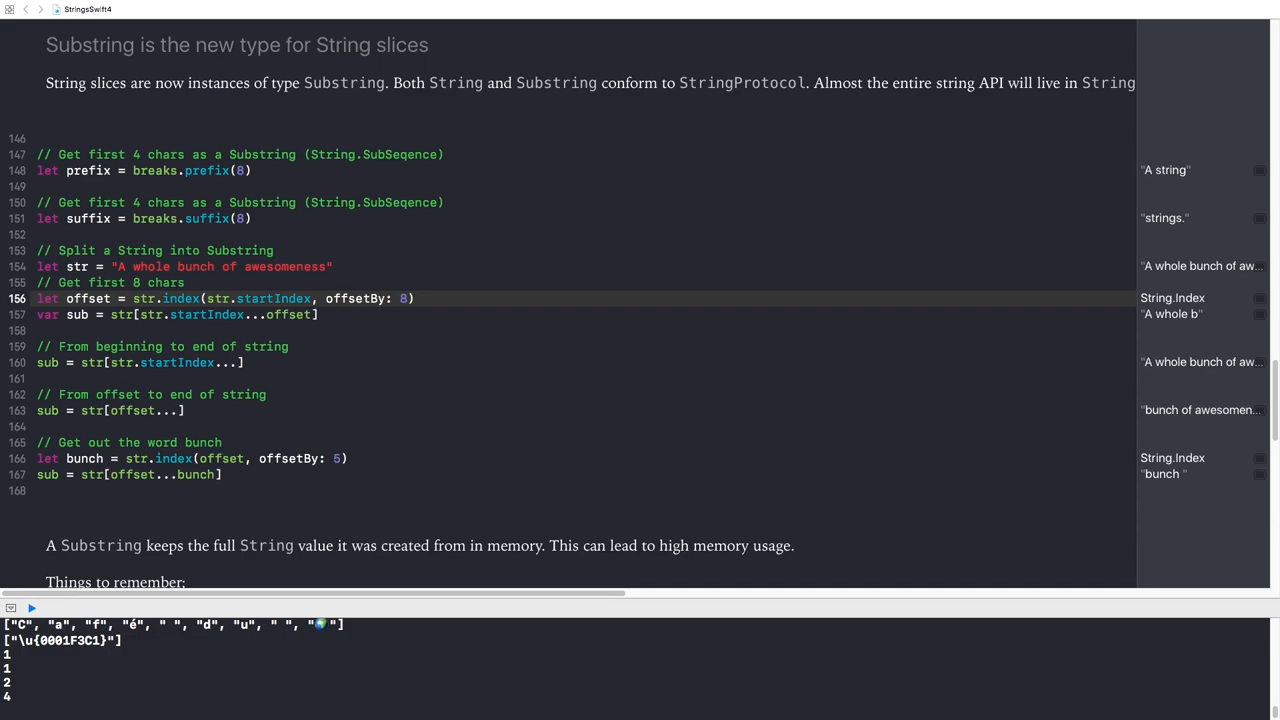 StringsSwift4
Substring is the new type for String slices
String slices are now instances of type Substring. Both String and Substring conform to StringProtocol. Almost the entire string API will live in String
146
147 // Get first 4 chars as a Substring (String.SubSeqence)
148 let prefix = breaks.prefix(8) "A string"
149
150 // Get first 4 chars as a Substring (String.SubSeqence)
151 let suffix = breaks.suffix(8) "strings."
152
153 // Split a String into Substring
154 let str = "A whole bunch of awesomeness" "A whole bunch of aw...
155 // Get first 8 chars
156 let offset = str.index(str.startIndex, offsetBy: 8) String.Index
157 var sub = str[str.startIndex...offset] "A whole b"
158
159 // From beginning to end of string
160 sub = str[str.startIndex...] "A whole bunch of aw...
161
162 // From offset to end of string
163 sub = str[offset...] "bunch of awesomen...
164
165 // Get out the word bunch
166 let bunch = str.index(offset, offsetBy: 5) String.Index
167 sub = str[offset...bunch] "bunch "
168
A Substring keeps the full String value it was created from in memory. This can lead to high memory usage.
Things to remember:
["C", "a", "f", "é", " ", "d", "u", " ", "🌍"]
["\u{0001F3C1}"]
1
1
2
4